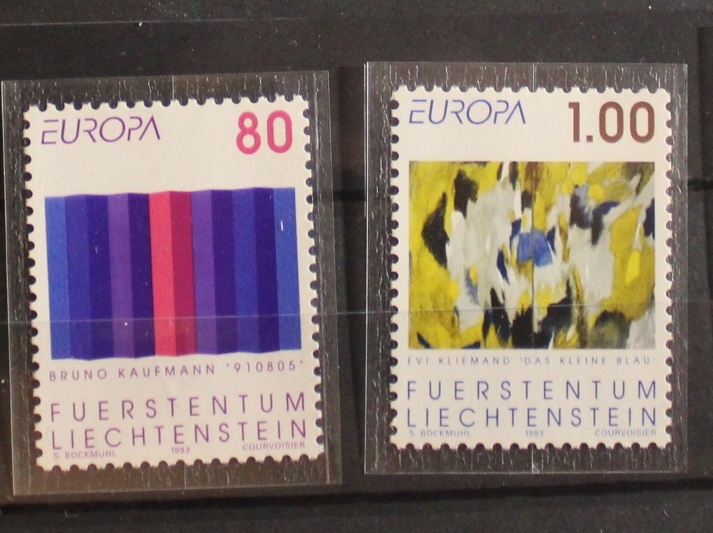 EUROPA 80
BRUNO KAUFMANN "910805"
FUERSTENTUM
LIECHTENSTEIN
S. BOCKMÜHL 1993 COURVOISIER
EUROPA 1.00
EVI KLIEMAND "DAS KLEINE BLAU"
FUERSTENTUM
LIECHTENSTEIN
S. BOCKMÜHL 1993 COURVOISIER